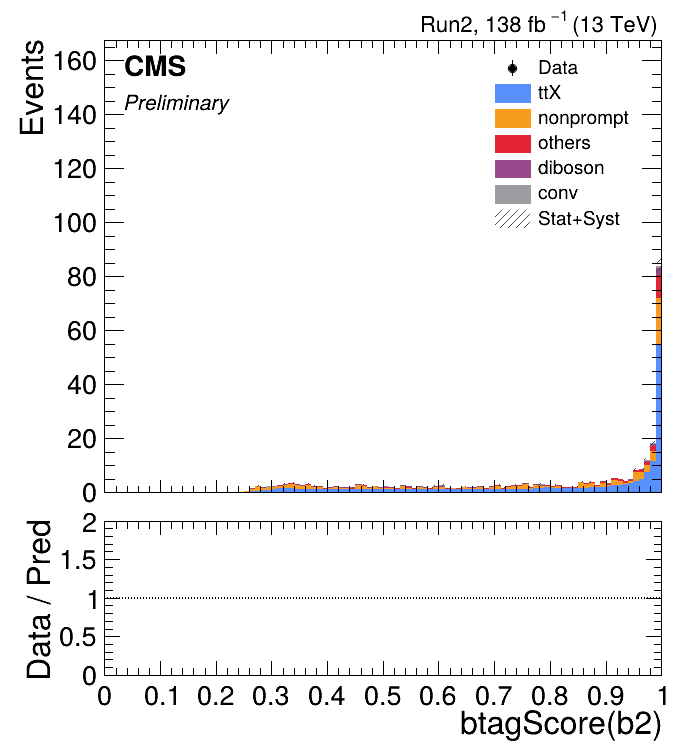 Run2, 138 fb⁻¹ (13 TeV)
Events
160
140
120
100
80
60
40
20
0
CMS
Preliminary
Data
ttX
nonprompt
others
diboson
conv
Stat+Syst
Data / Pred
2
1.5
1
0.5
0
0 0.1 0.2 0.3 0.4 0.5 0.6 0.7 0.8 0.9 1
btagScore(b2)